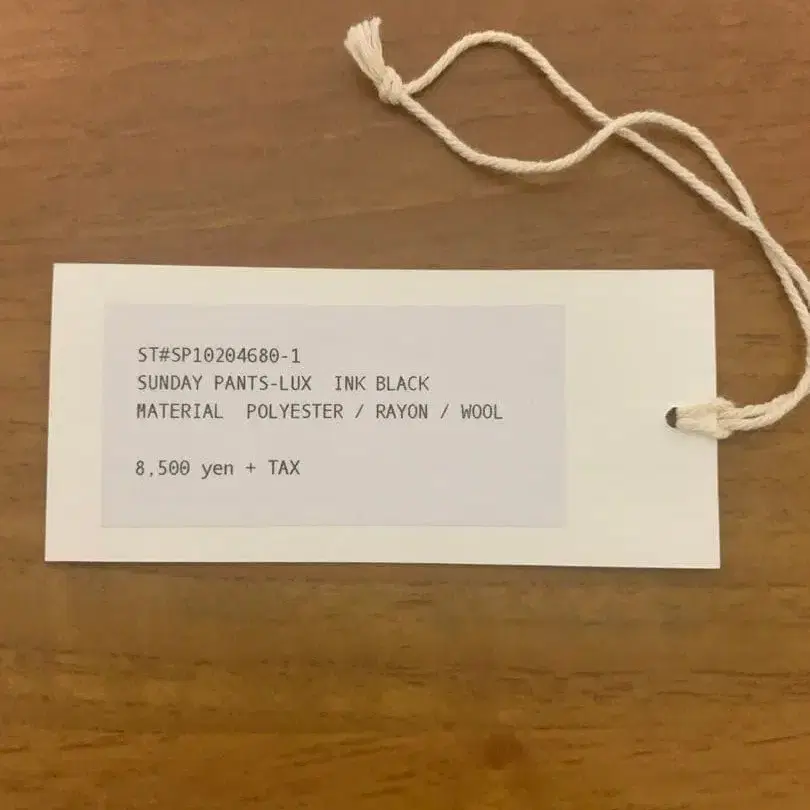 ST#SP10204680-1
SUNDAY PANTS-LUX INK BLACK
MATERIAL POLYESTER / RAYON / WOOL
8,500 yen + TAX